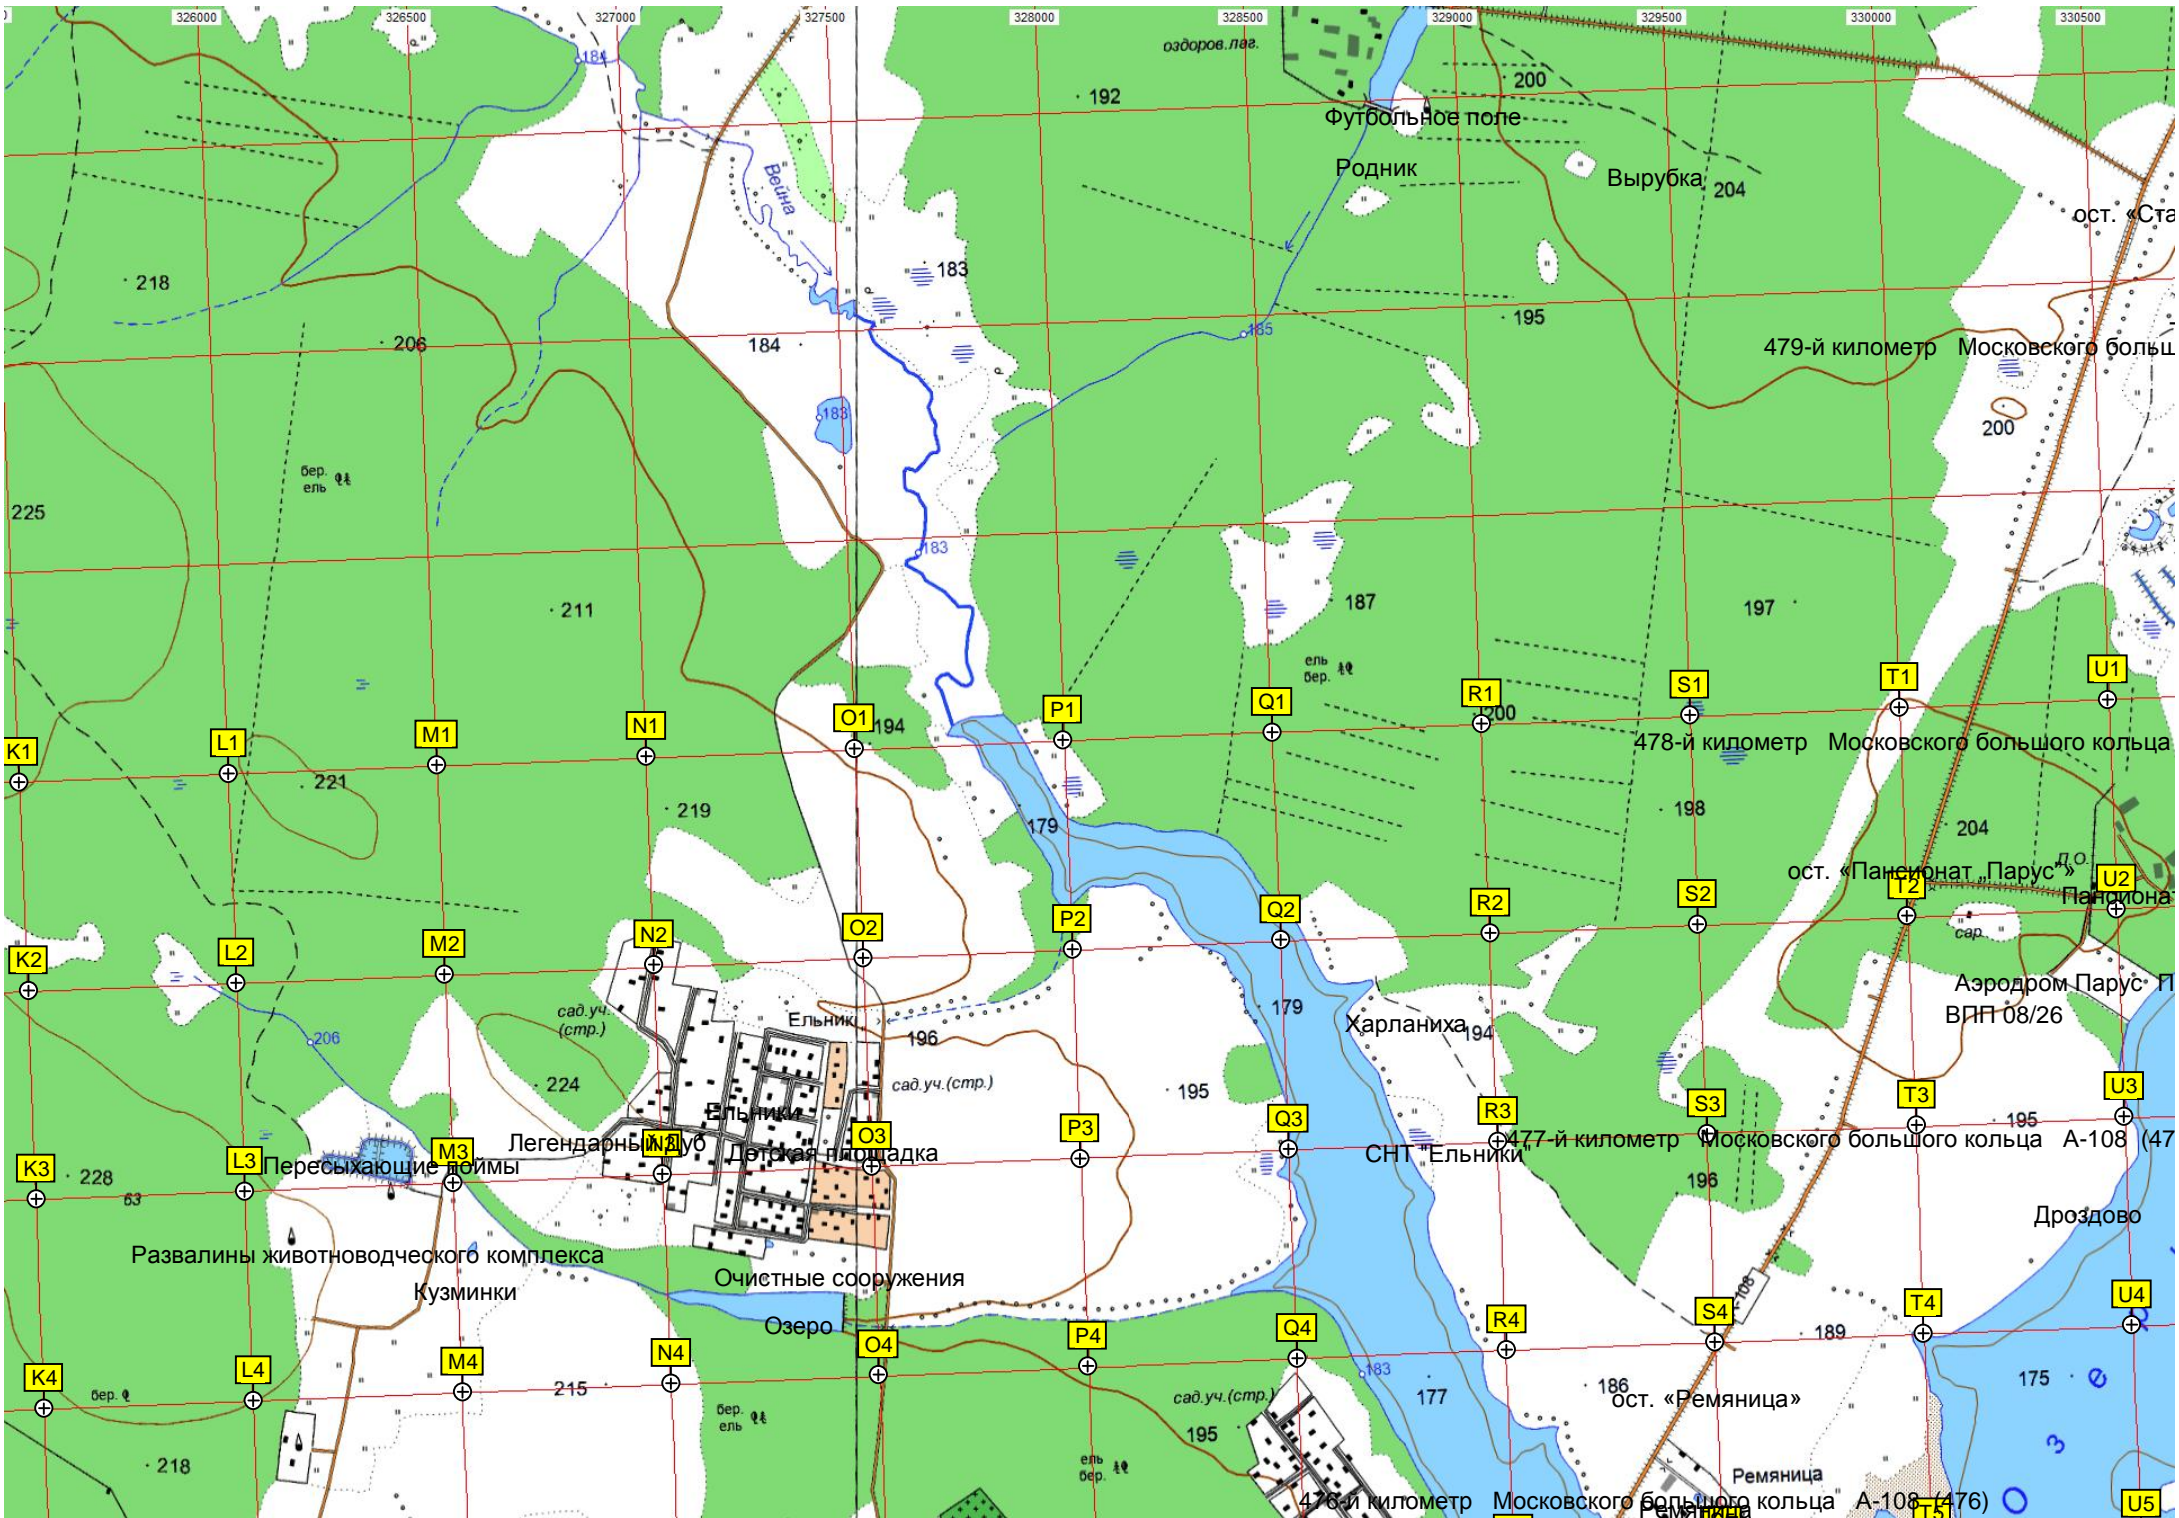 326000 326500 327000 327500 328000 328500 329000 329500 330000 330500
оздоров.лаг.
184
192
200
Футбольное поле
Родник
Вырубка
204
Вейна
ост. «Ста
218
183
206
184
185
195
479-й километр Московского больш
183
200
бер.
ель
225
183
211
187
197
ель
бер.
K1 L1 M1 N1 O1 P1 Q1 R1 S1 T1 U1
194
200
478-й километр Московского большого кольца
221
219
179
198
204
ост. «Пансионат „Парус"»
П.О.
Пансиона
K2 L2 M2 N2 O2 P2 Q2 R2 S2 T2 U2
сар.
Аэродром Парус П
ВПП 08/26
сад.уч.
(стр.)
Ельник
179
Харланиха
194
206
196
224
сад.уч.(стр.)
195
195
Ельники
Легендарный Дуб
Детская площадка
Пересыхающие поймы
K3 L3 M3 N3 O3 P3 Q3 R3 S3 T3 U3
СНТ "Ельники"
477-й километр Московского большого кольца А-108 (47
228
63
196
Дроздово
Развалины животноводческого комплекса
Кузминки
Очистные сооружения
Озеро
А-108
K4 L4 M4 N4 O4 P4 Q4 R4 S4 T4 U4
189
бер.
215
183
177
186
175
ост. «Ремяница»
сад.уч.(стр.)
195
бер.
ель
218
ель
бер.
Ремяница
476-й километр Московского большого кольца А-108 (476)
Ремяница
T5 U5
О з е р